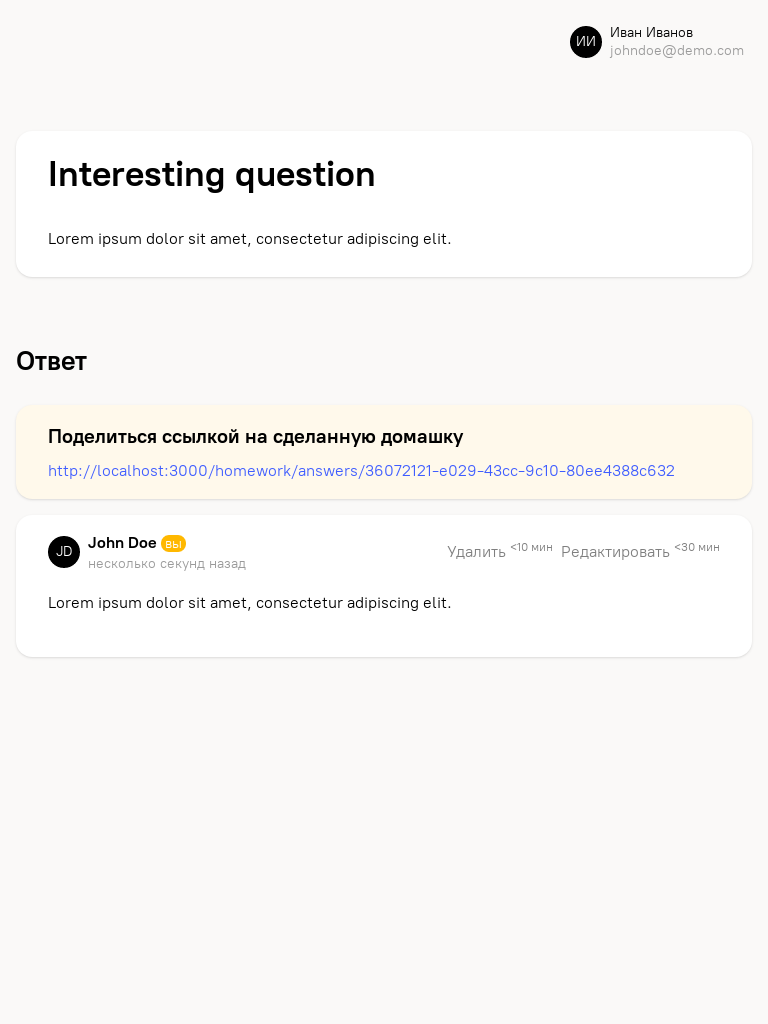 ИИ
Иван Иванов
johndoe@demo.com
Interesting question
Lorem ipsum dolor sit amet, consectetur adipiscing elit.
Ответ
Поделиться ссылкой на сделанную домашку
http://localhost:3000/homework/answers/36072121-e029-43cc-9c10-80ee4388c632
JD
John Doe вы
несколько секунд назад
Удалить <10 мин Редактировать <30 мин
Lorem ipsum dolor sit amet, consectetur adipiscing elit.